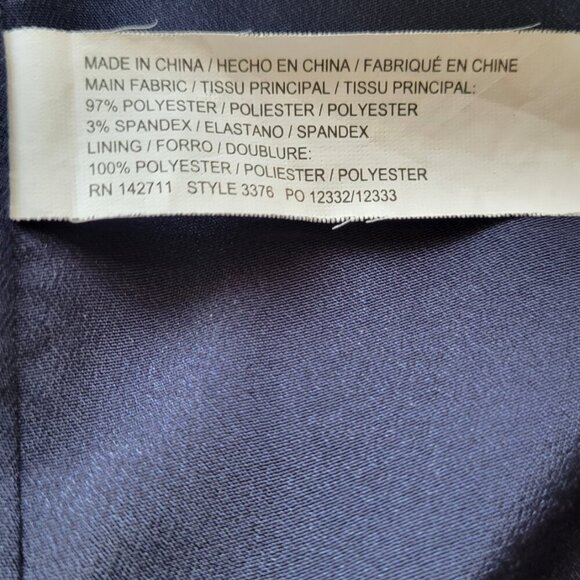 MADE IN CHINA / HECHO EN CHINA / FABRIQUÉ EN CHINE
MAIN FABRIC / TISSU PRINCIPAL / TISSU PRINCIPAL:
97% POLYESTER / POLIESTER / POLYESTER
3% SPANDEX / ELASTANO / SPANDEX
LINING / FORRO / DOUBLURE:
100% POLYESTER / POLIESTER / POLYESTER
RN 142711 STYLE 3376 PO 12332/12333